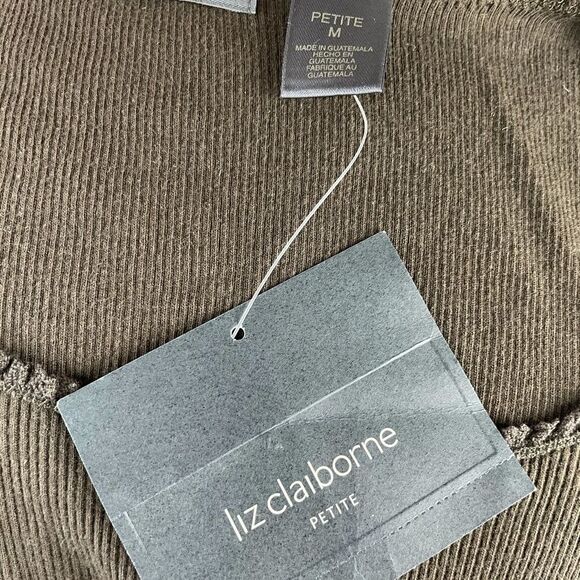 PETITE
M
MADE IN GUATEMALA
HECHO EN
GUATEMALA
FABRIQUE AU
GUATEMALA
liz claiborne
PETITE